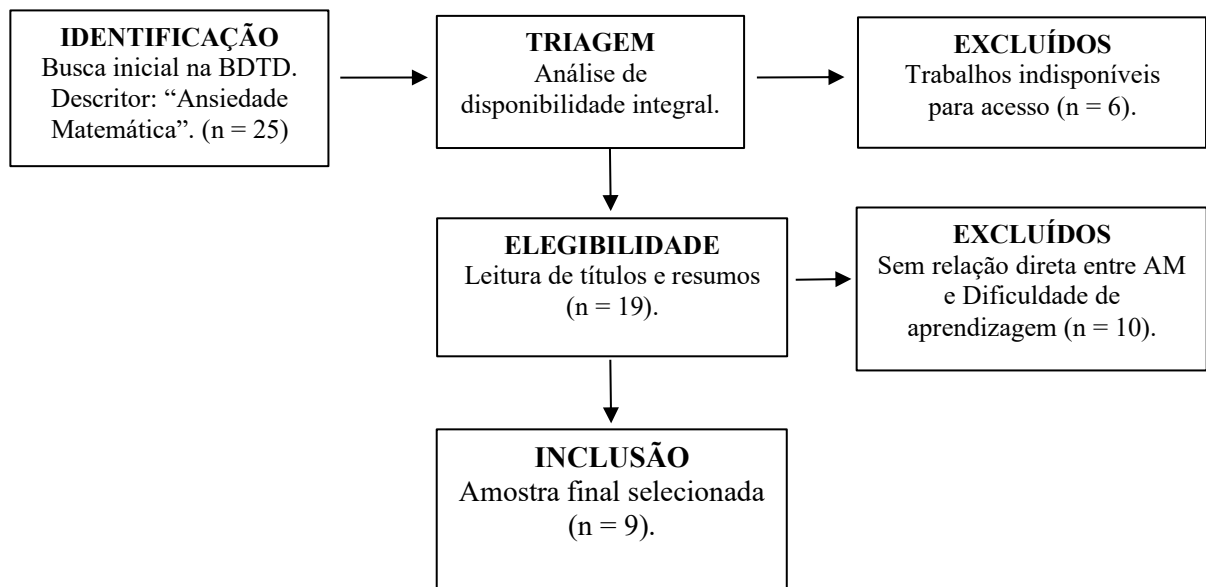 IDENTIFICAÇÃO
Busca inicial na BDTD.
Descritor: “Ansiedade
Matemática”. (n = 25)
TRIAGEM
Análise de
disponibilidade integral.
EXCLUÍDOS
Trabalhos indisponíveis
para acesso (n = 6).
ELEGIBILIDADE
Leitura de títulos e resumos
(n = 19).
EXCLUÍDOS
Sem relação direta entre AM
e Dificuldade de
aprendizagem (n = 10).
INCLUSÃO
Amostra final selecionada
(n = 9).